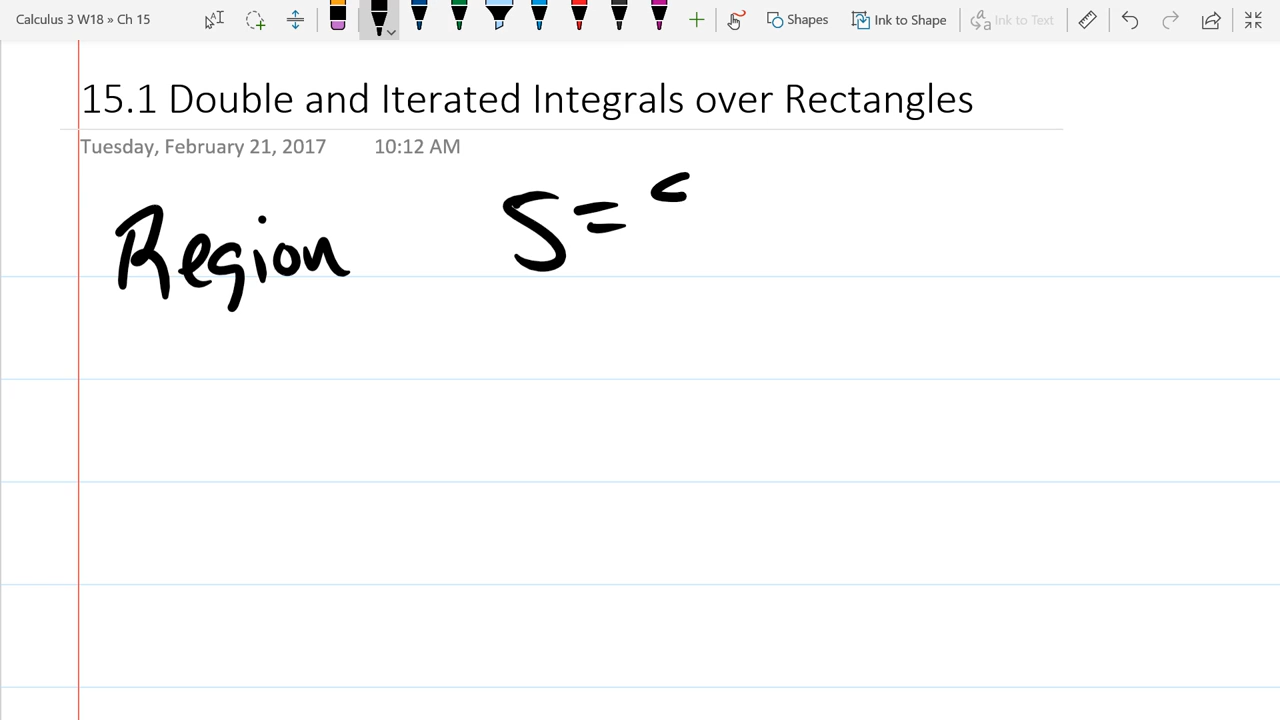 Calculus 3 W18 » Ch 15
Shapes
Ink to Shape
Ink to Text
15.1 Double and Iterated Integrals over Rectangles
Tuesday, February 21, 2017 10:12 AM
Region S =